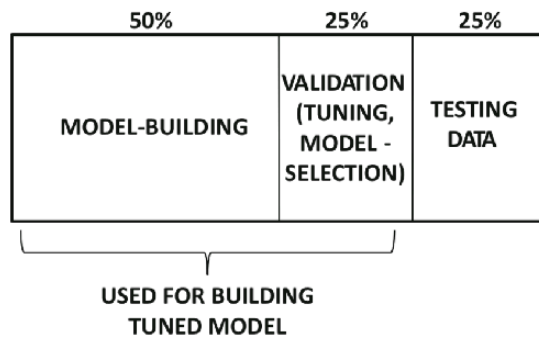 50% 25% 25%
MODEL-BUILDING
VALIDATION
(TUNING,
MODEL -
SELECTION)
TESTING
DATA
USED FOR BUILDING
TUNED MODEL